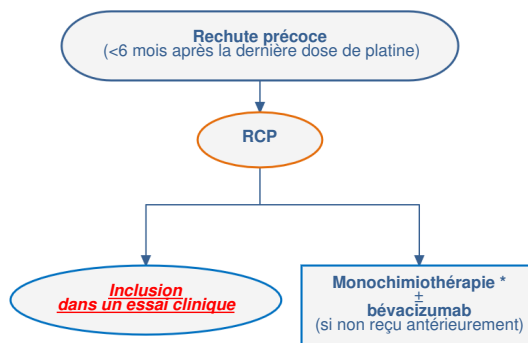 Rechute précoce
(<6 mois après la dernière dose de platine)
RCP
Inclusion
dans un essai clinique
Monochimiothérapie *
±
bévacizumab
(si non reçu antérieurement)